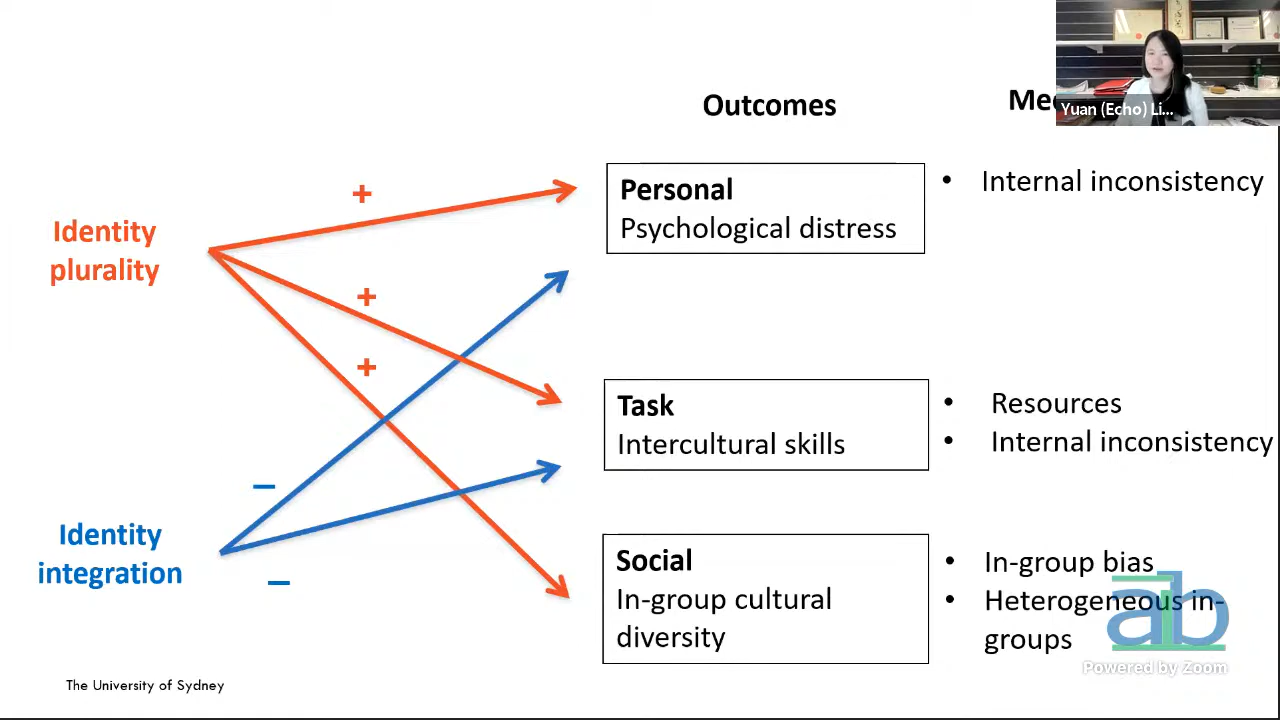 Outcomes
Yuan (Echo) Li...
Identity
plurality
+
+
+
Personal
Psychological distress
• Internal inconsistency
Task
Intercultural skills
• Resources
• Internal inconsistency
–
Identity
integration
–
Social
In-group cultural
diversity
• In-group bias
• Heterogeneous in-
groups
aib
Powered by Zoom
The University of Sydney